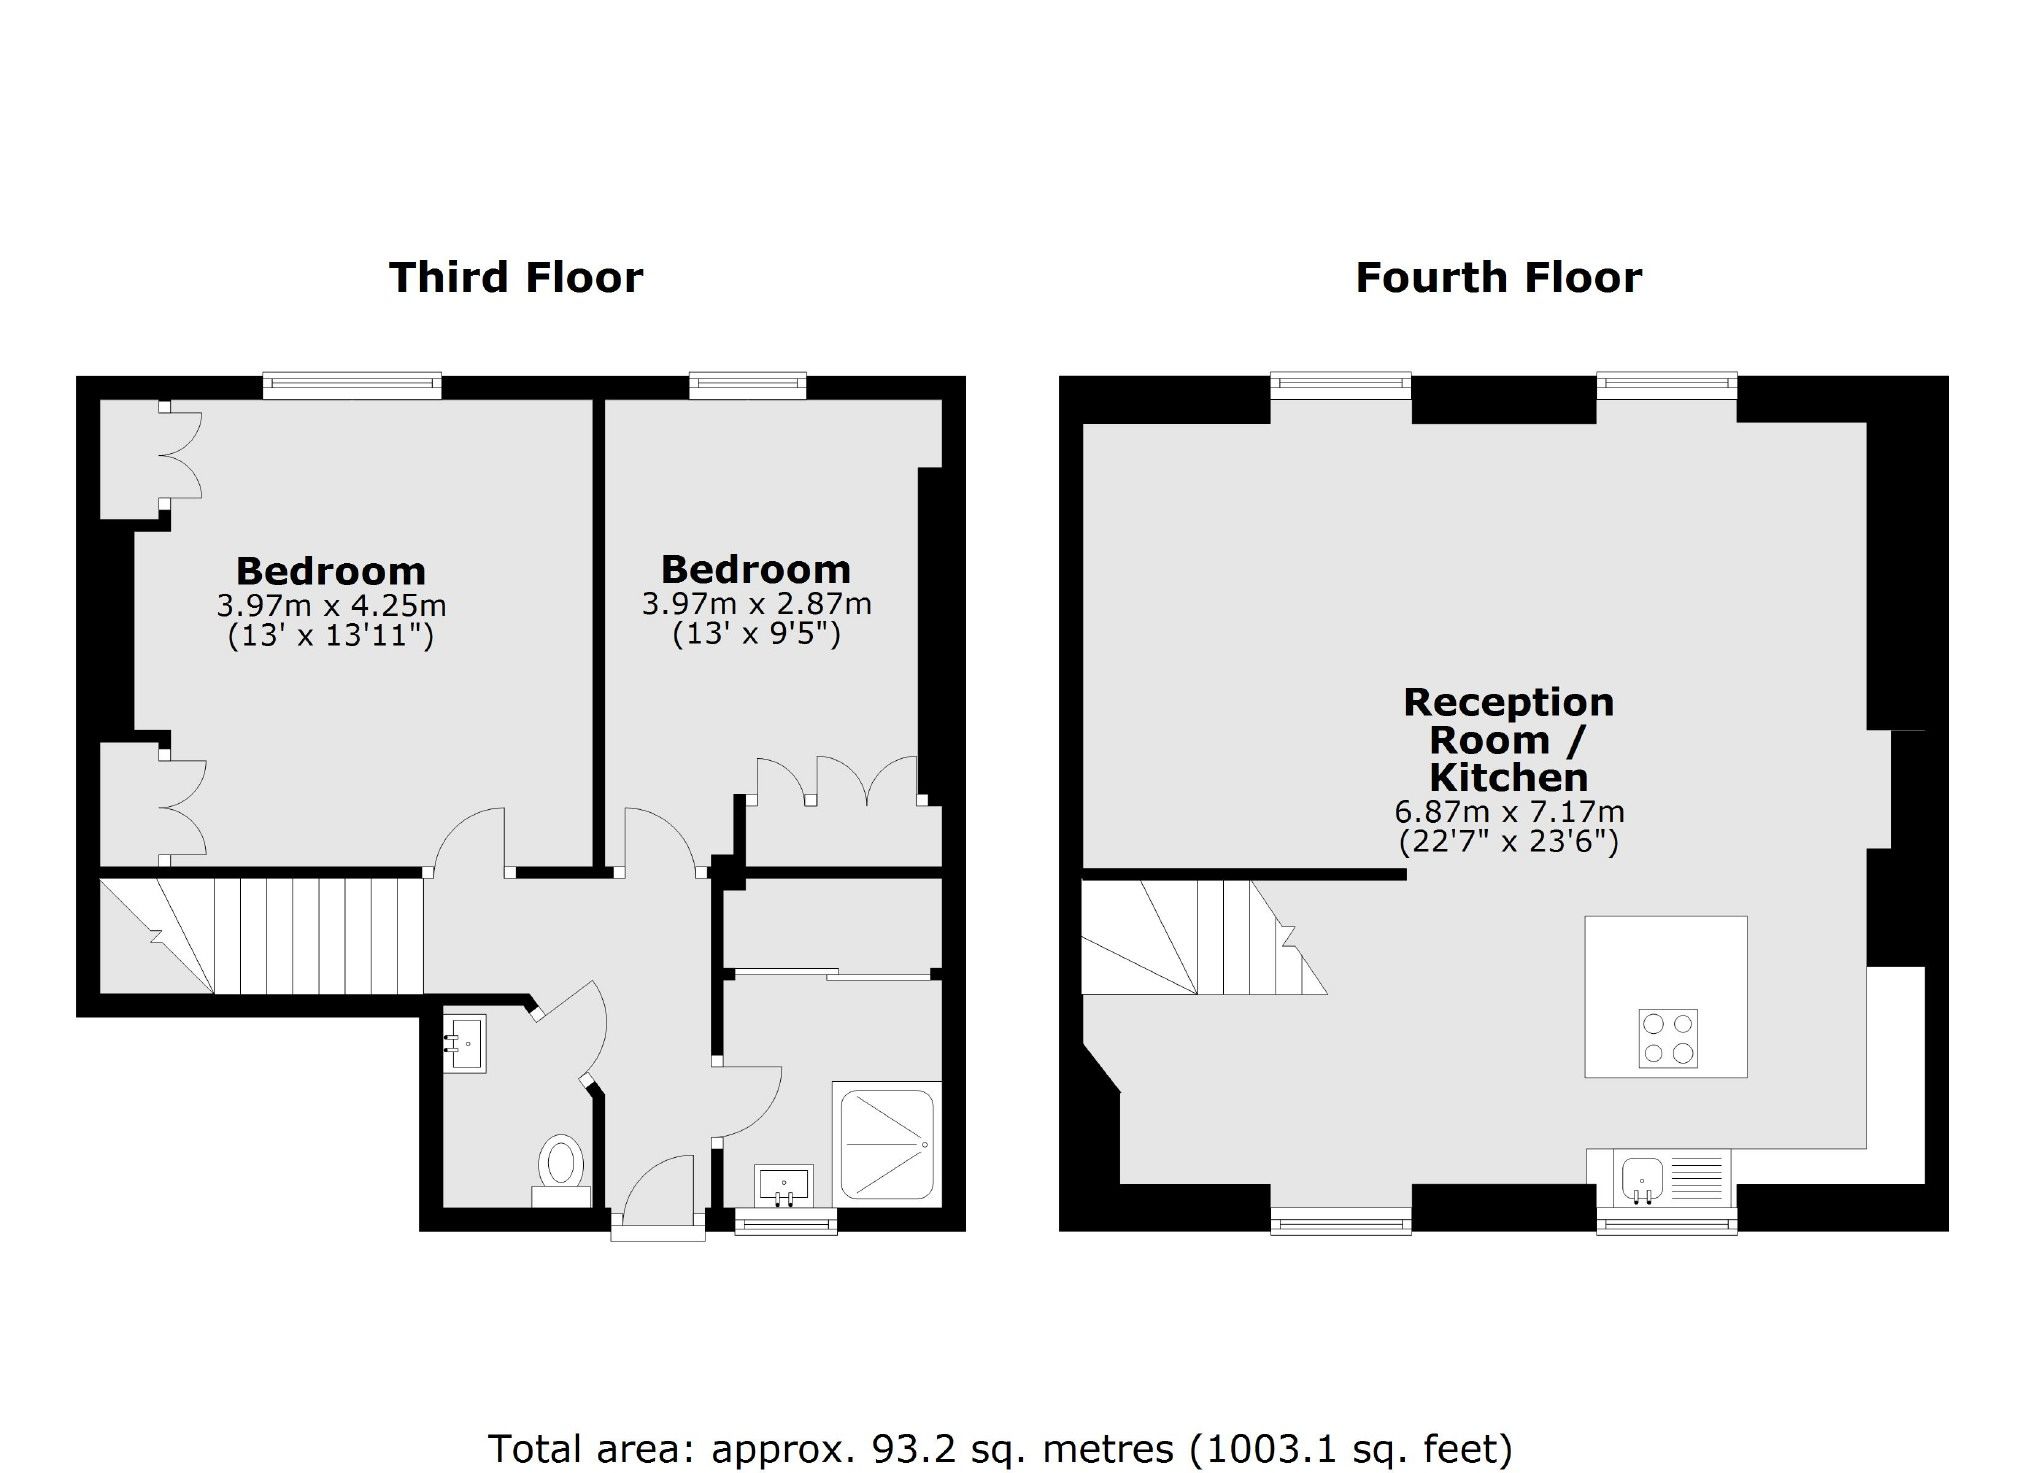 Third Floor
Fourth Floor
Bedroom
3.97m x 4.25m
(13' x 13'11")
Bedroom
3.97m x 2.87m
(13' x 9'5")
Reception
Room /
Kitchen
6.87m x 7.17m
(22'7" x 23'6")
Total area: approx. 93.2 sq. metres (1003.1 sq. feet)